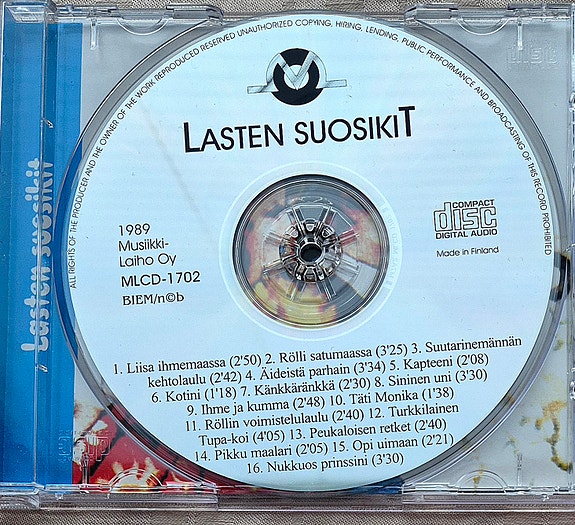 ALL RIGHTS OF THE PRODUCER AND THE OWNER OF THE WORK REPRODUCED RESERVED UNAUTHORIZED COPYING, HIRING, LENDING, PUBLIC PERFORMANCE AND BROADCASTING OF THIS RECORD PROHIBITED
LASTEN SUOSIKIT
Lasten suosikit
1989
Musiikki-
Laiho Oy
MLCD-1702
BIEM/n©b
COMPACT
disc
DIGITAL AUDIO
Made in Finland
1. Liisa ihmemaassa (2'50) 2. Rölli satumaassa (3'25) 3. Suutarinemännän
kehtolaulu (2'42) 4. Äideistä parhain (3'34) 5. Kapteeni (2'08)
6. Kotini (1'18) 7. Känkkäränkkä (2'30) 8. Sininen uni (3'30)
9. Ihme ja kumma (2'48) 10. Täti Monika (1'38)
11. Röllin voimistelulaulu (2'40) 12. Turkkilainen
Tupa-koi (4'05) 13. Peukaloisen retket (2'40)
14. Pikku maalari (2'05) 15. Opi uimaan (2'21)
16. Nukkuos prinssini (3'30)